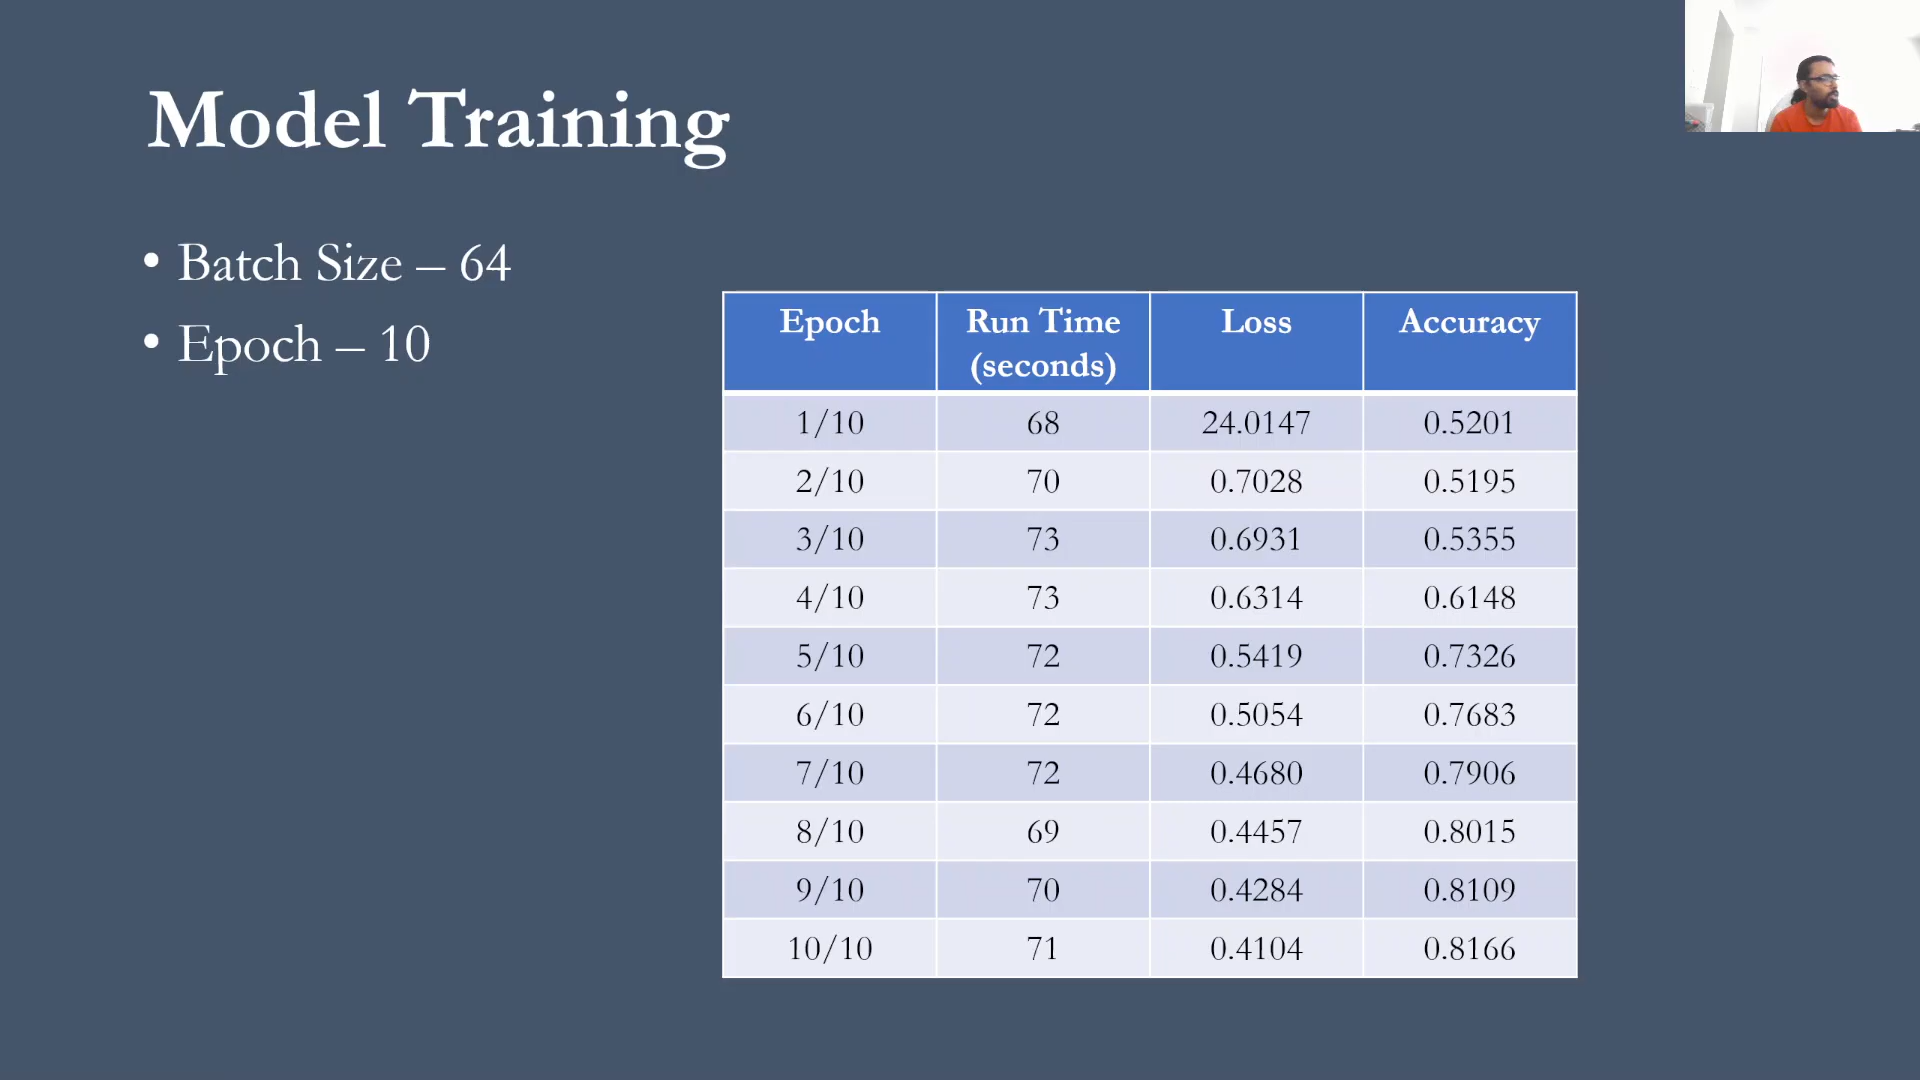 Model Training
• Batch Size – 64
• Epoch – 10
Epoch Run Time (seconds) Loss Accuracy
1/10 68 24.0147 0.5201
2/10 70 0.7028 0.5195
3/10 73 0.6931 0.5355
4/10 73 0.6314 0.6148
5/10 72 0.5419 0.7326
6/10 72 0.5054 0.7683
7/10 72 0.4680 0.7906
8/10 69 0.4457 0.8015
9/10 70 0.4284 0.8109
10/10 71 0.4104 0.8166